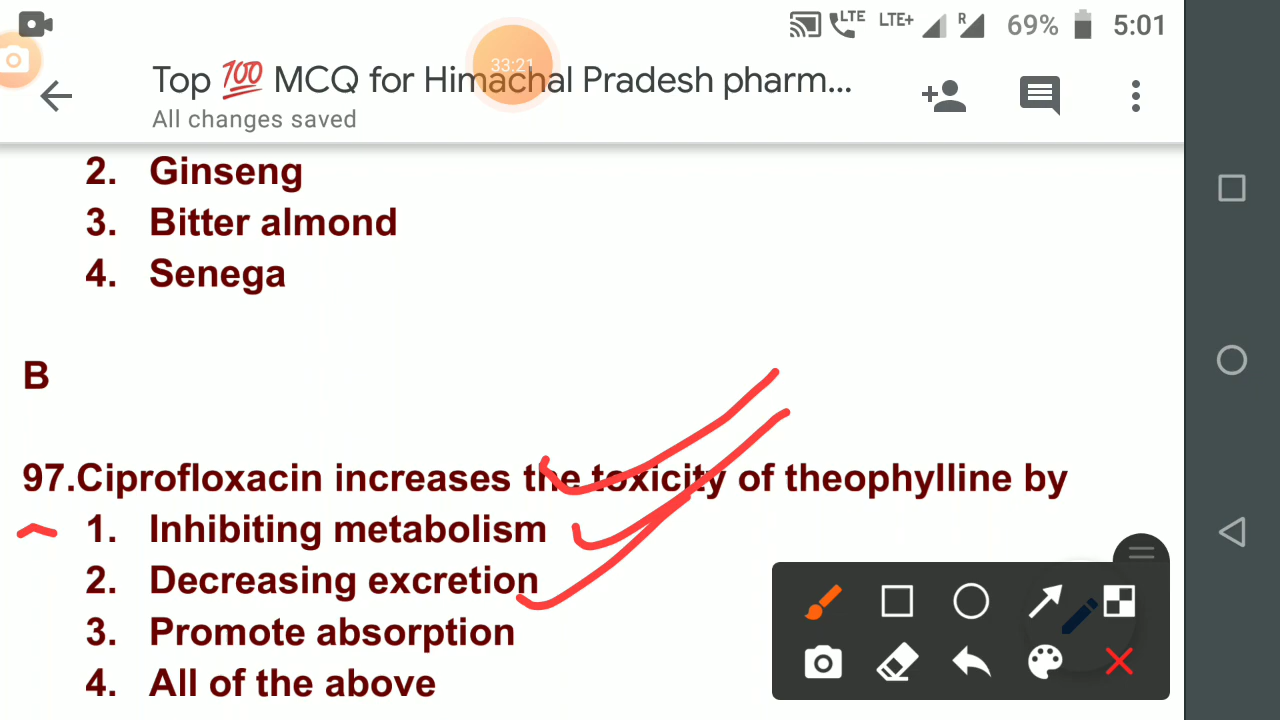 LTE LTE+ R 69% 5:01
33:21
Top 💯 MCQ for Himachal Pradesh pharm...
All changes saved
2. Ginseng
3. Bitter almond
4. Senega
B
97.Ciprofloxacin increases the toxicity of theophylline by
1. Inhibiting metabolism
2. Decreasing excretion
3. Promote absorption
4. All of the above